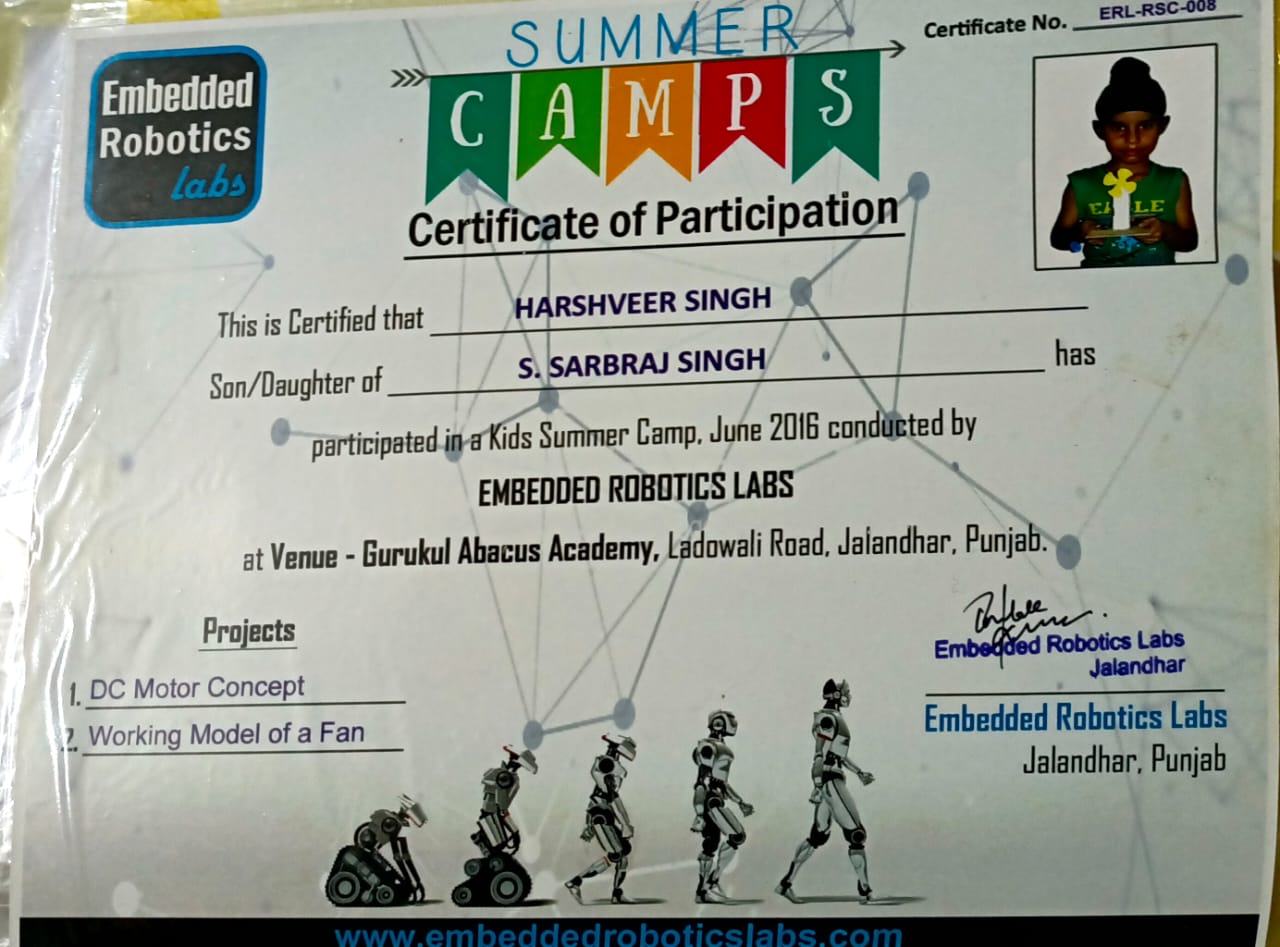 SUMMER
CAMPS
Certificate No. ERL-RSC-008
Embedded
Robotics
labs
Certificate of Participation
This is Certified that HARSHVEER SINGH
Son/Daughter of S. SARBRAJ SINGH has
participated in a Kids Summer Camp, June 2016 conducted by
EMBEDDED ROBOTICS LABS
at Venue - Gurukul Abacus Academy, Ladowali Road, Jalandhar, Punjab.
Projects
1. DC Motor Concept
2. Working Model of a Fan
Embedded Robotics Labs
Jalandhar
Embedded Robotics Labs
Jalandhar, Punjab
www.embeddedroboticslabs.com